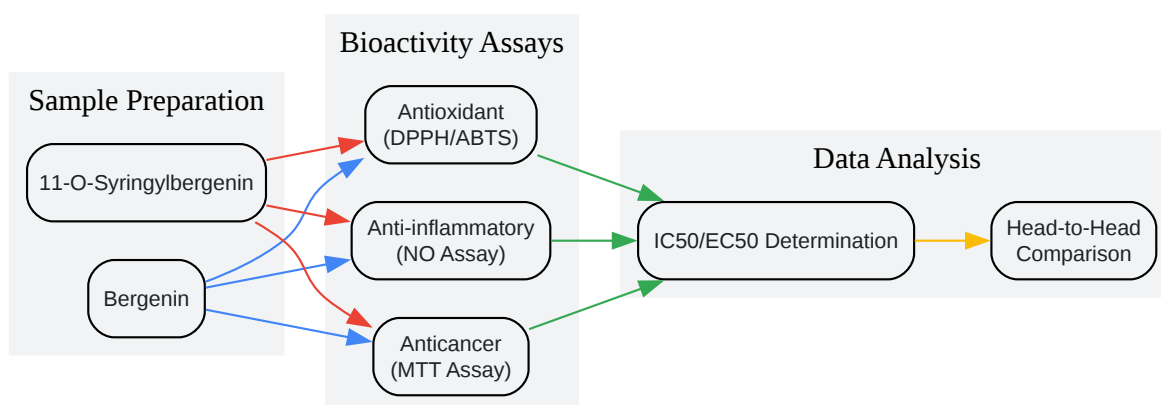 Sample Preparation
11-O-Syringylbergenin
Bergenin
Bioactivity Assays
Antioxidant
(DPPH/ABTS)
Anti-inflammatory
(NO Assay)
Anticancer
(MTT Assay)
Data Analysis
IC50/EC50 Determination
Head-to-Head
Comparison